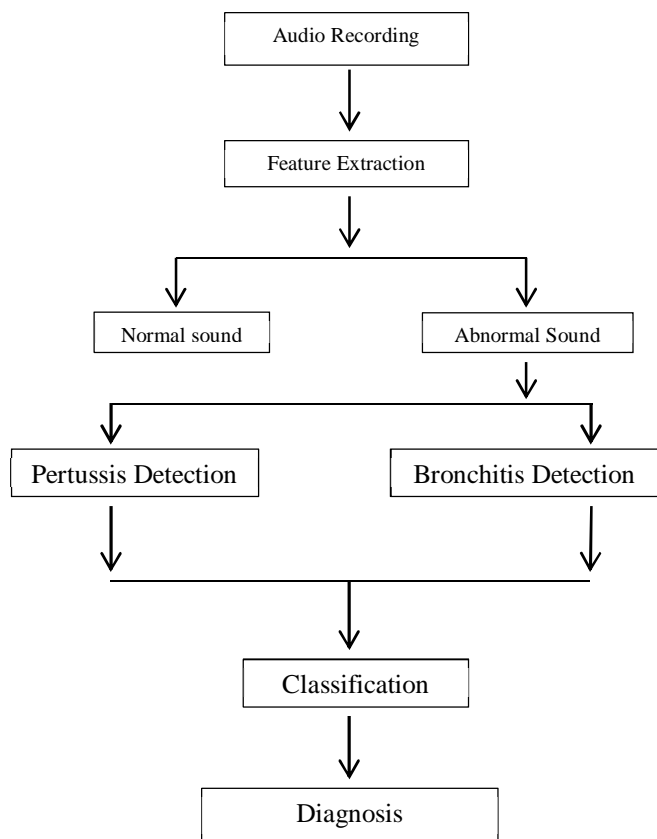 Audio Recording
Feature Extraction
Normal sound
Abnormal Sound
Pertussis Detection
Bronchitis Detection
Classification
Diagnosis